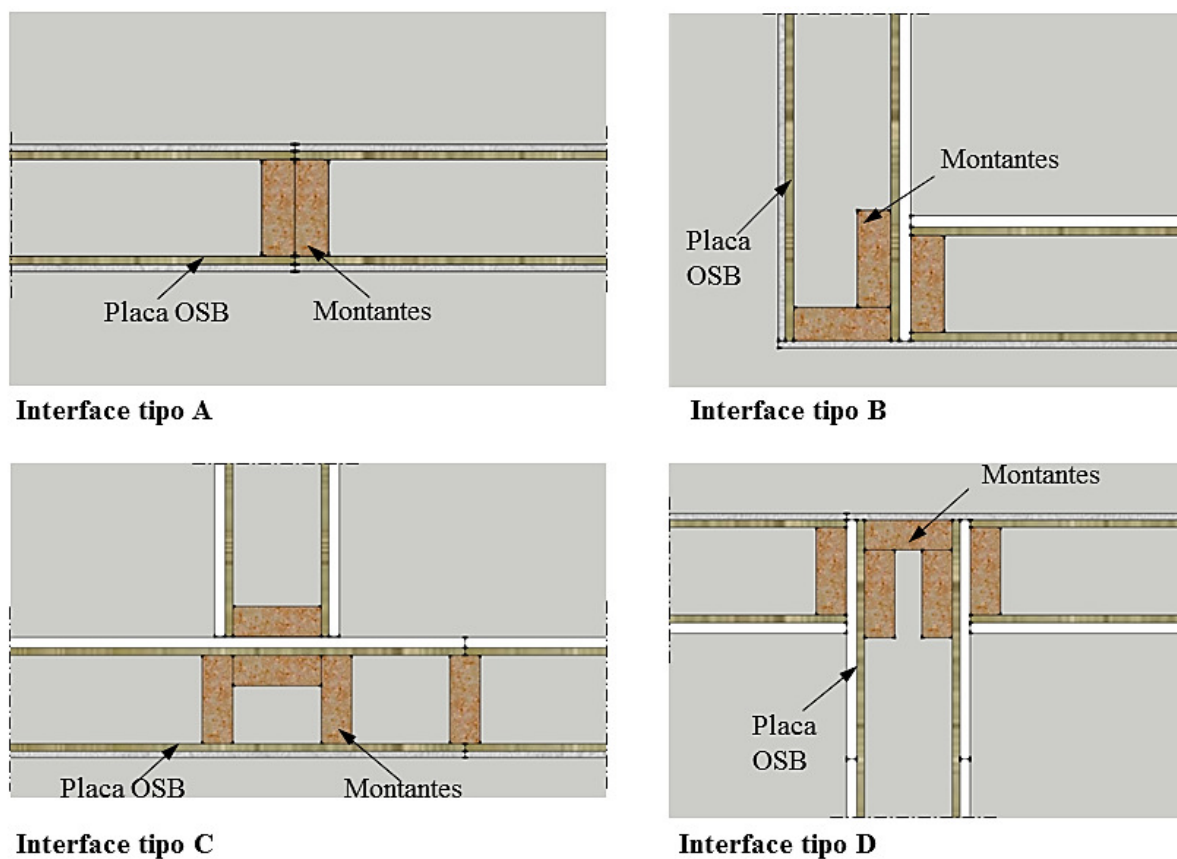 Placa OSB
Montantes
Interface tipo A
Montantes
Placa
OSB
Interface tipo B
Placa OSB
Montantes
Interface tipo C
Montantes
Placa
OSB
Interface tipo D